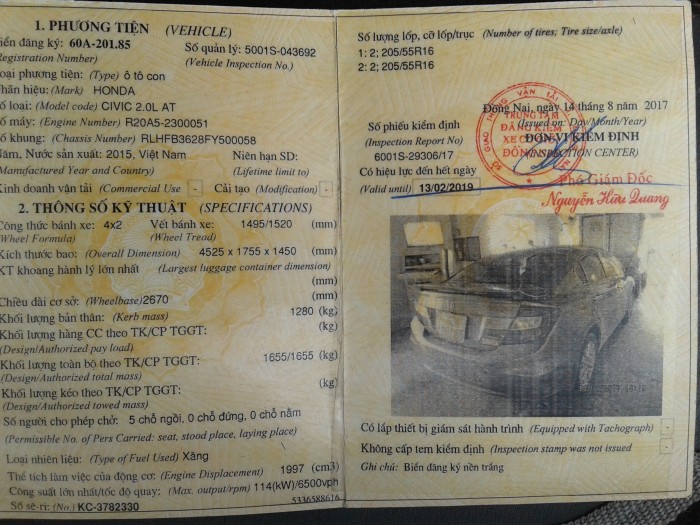 1. PHƯƠNG TIỆN (VEHICLE)
Biển đăng ký: 60A-201.85 Số quản lý: 5001S-043692
(Registration Number) (Vehicle Inspection No.)
Loại phương tiện: (Type) ô tô con
Nhãn hiệu: (Mark) HONDA
Số loại: (Model code) CIVIC 2.0L AT
Số máy: (Engine Number) R20A5-2300051
Số khung: (Chassis Number) RLHFB3628FY500058
Năm, Nước sản xuất: 2015, Việt Nam Niên hạn SD:
(Manufactured Year and Country) (Lifetime limit to)
Kinh doanh vận tải (Commercial Use) - Cải tạo (Modification) -
2. THÔNG SỐ KỸ THUẬT (SPECIFICATIONS)
Công thức bánh xe: 4x2 Vết bánh xe: 1495/1520 (mm)
(Wheel Formula) (Wheel Tread)
Kích thước bao: (Overall Dimension) 4525 x 1755 x 1450 (mm)
KT khoang hành lý lớn nhất (Largest luggage container dimension)
(mm)
Chiều dài cơ sở: (Wheelbase) 2670 (mm)
Khối lượng bản thân: (Kerb mass) 1280 (kg)
Khối lượng hàng CC theo TK/CP TGGT: (kg)
(Design/Authorized pay load)
Khối lượng toàn bộ theo TK/CP TGGT: 1655/1655 (kg)
(Design/Authorized total mass)
Khối lượng kéo theo TK/CP TGGT: (kg)
(Design/Authorized towed mass)
Số người cho phép chở: 5 chỗ ngồi, 0 chỗ đứng, 0 chỗ nằm
(Permissible No. of Pers Carried: seat, stood place, laying place)
Loại nhiên liệu: (Type of Fuel Used) Xăng
Thể tích làm việc của động cơ: (Engine Displacement) 1997 (cm3)
Công suất lớn nhất/tốc độ quay: (Max. output/rpm) 114(kW)/6500vph
5336588616
Số sê-ri: (No.) KC-3782330
Số lượng lốp, cỡ lốp/trục (Number of tires; Tire size/axle)
1: 2; 205/55R16
2: 2; 205/55R16
Đồng Nai, ngày 14 tháng 8 năm 2017
(Issued on: Day/Month/Year)
Số phiếu kiểm định ĐƠN VỊ KIỂM ĐỊNH
(Inspection Report No) (INSPECTION CENTER)
6001S-29306/17
Có hiệu lực đến hết ngày
(Valid until) 13/02/2019
TRUNG TÂM
ĐĂNG KIỂM
XE CƠ GIỚI
Phó Giám Đốc
Nguyễn Hữu Quang
Có lắp thiết bị giám sát hành trình (Equipped with Tachograph) -
Không cấp tem kiểm định (Inspection stamp was not issued -
Ghi chú: Biển đăng ký nền trắng